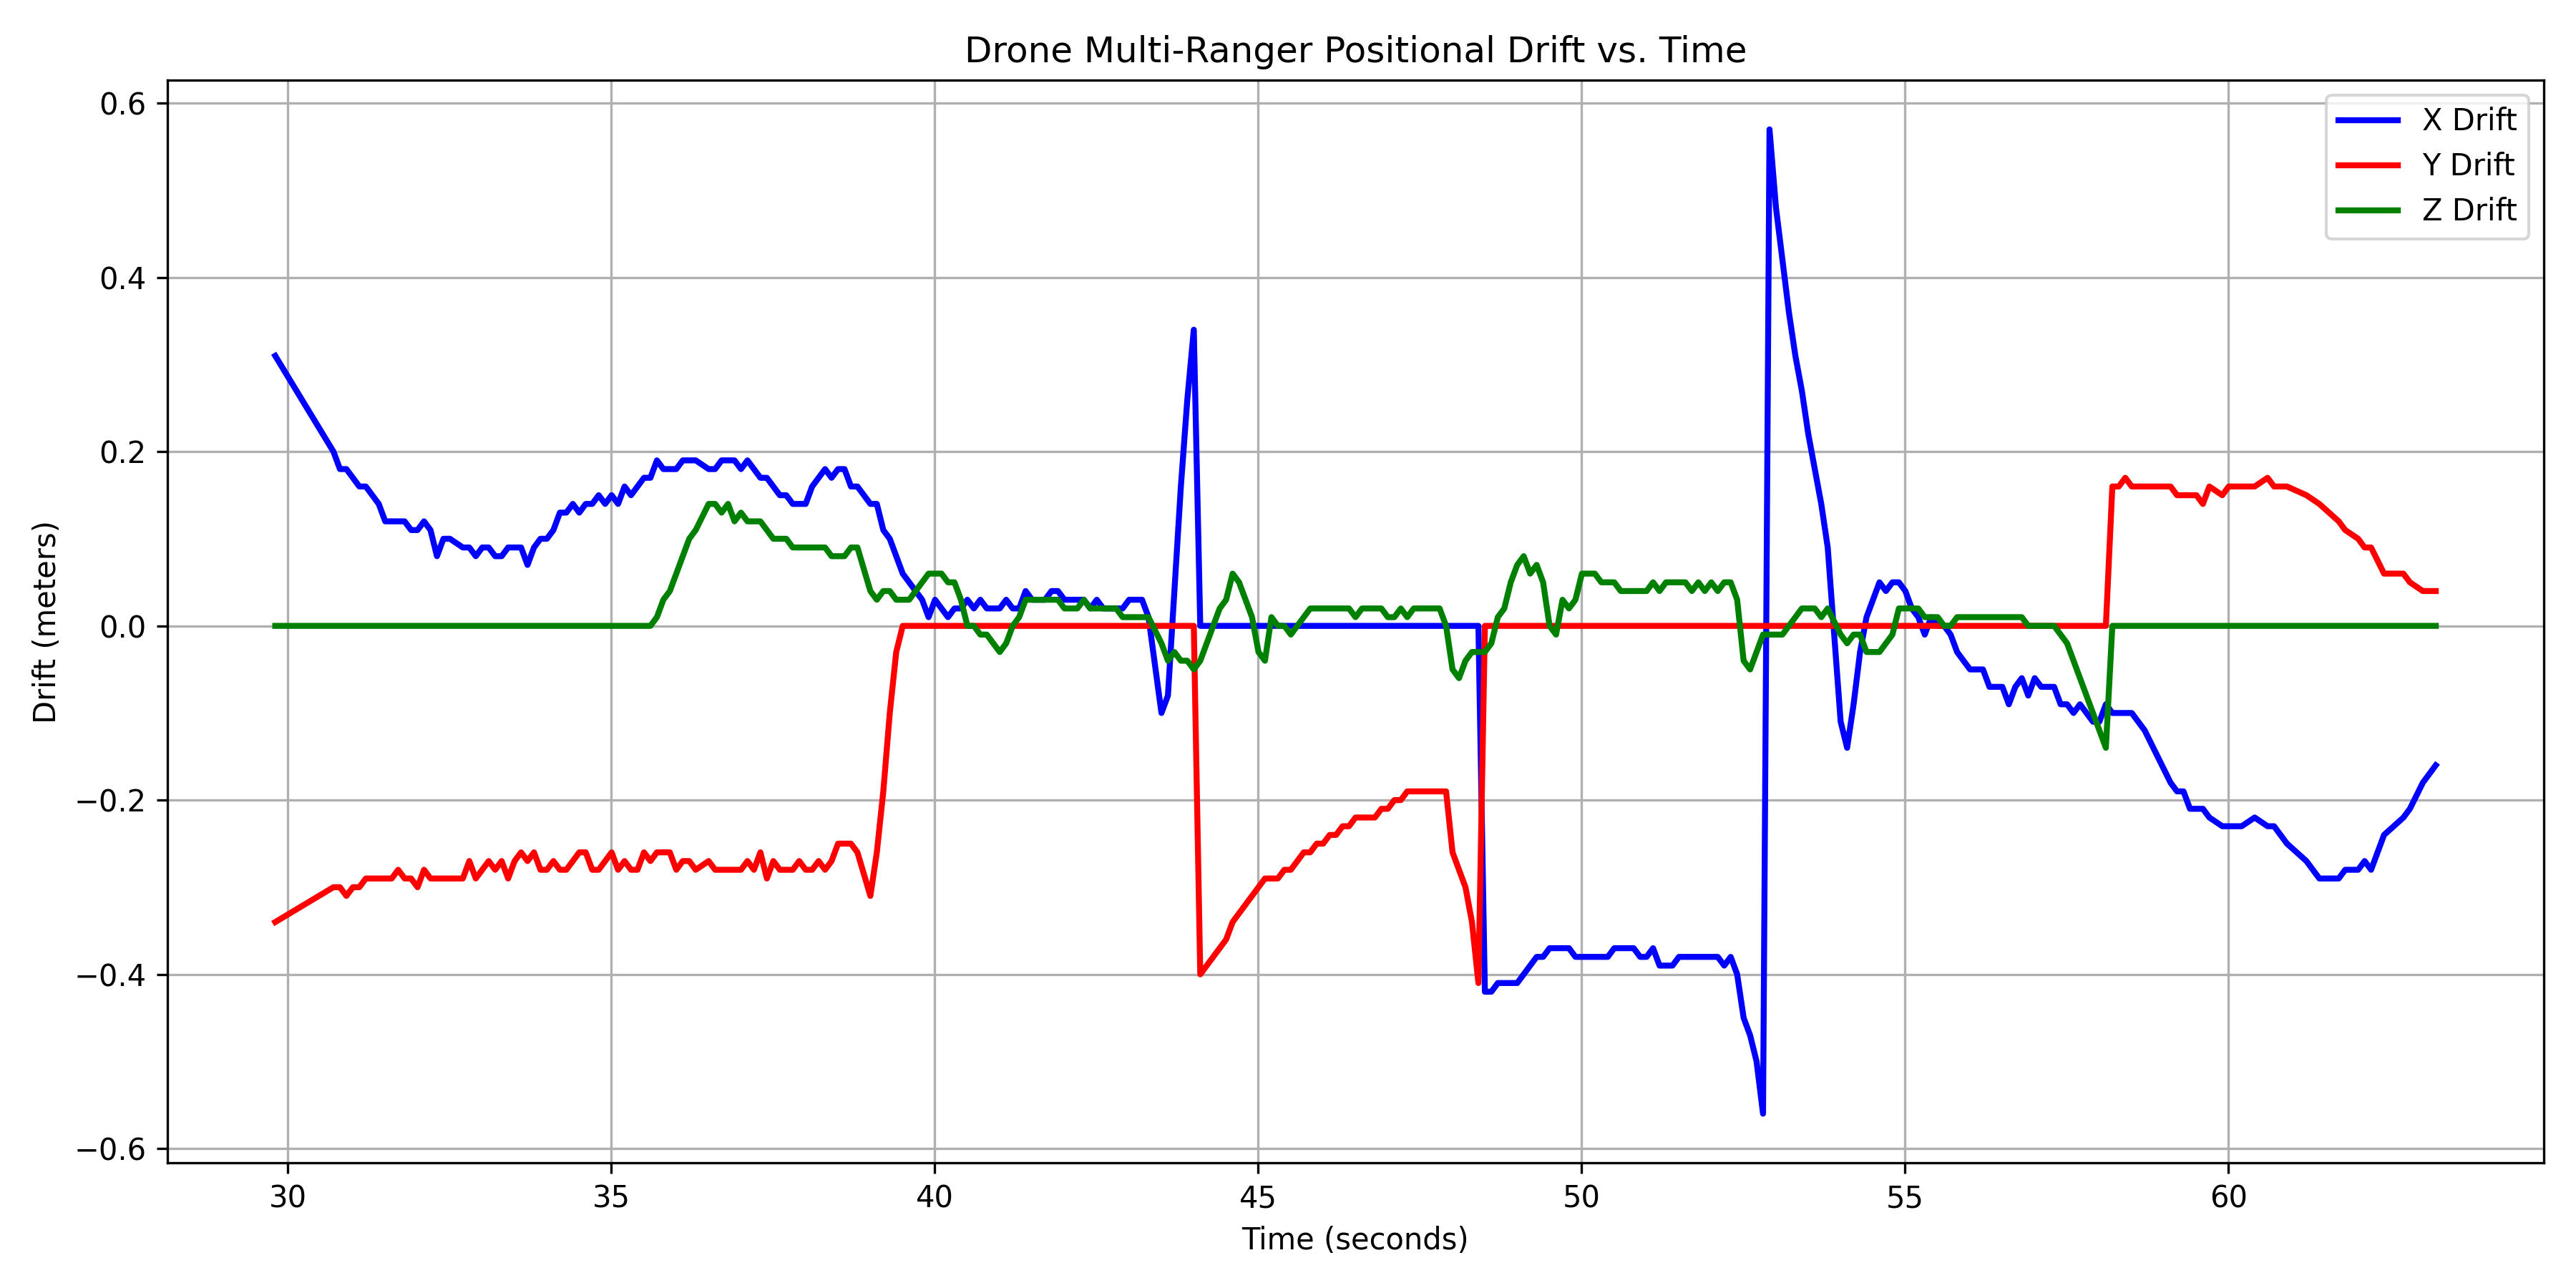 Drone Multi-Ranger Positional Drift vs. Time
X Drift
Y Drift
Z Drift
0.6
0.4
0.2
0.0
−0.2
−0.4
−0.6
Drift (meters)
30 35 40 45 50 55 60
Time (seconds)